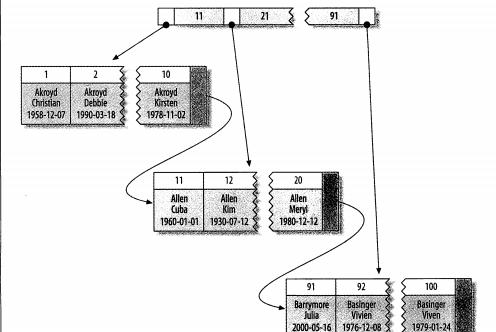 11 21 91
1 2 10
Akroyd Akroyd Akroyd
Christian Debbie Kirsten
1958-12-07 1990-03-18 1978-11-02
11 12 20
Allen Allen Allen
Cuba Kim Meryl
1960-01-01 1930-07-12 1980-12-12
91 92 100
Barrymore Basinger Basinger
Julia Vivien Viven
2000-05-16 1976-12-08 1979-01-24